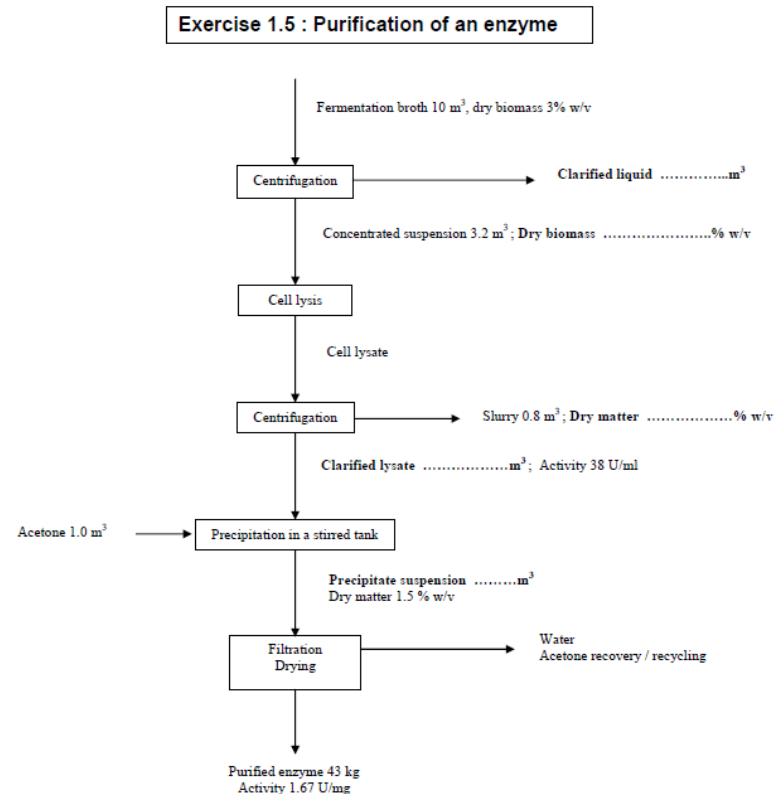 Exercise 1.5 : Purification of an enzyme
Fermentation broth 10 m³, dry biomass 3% w/v
Centrifugation
Clarified liquid …………...m³
Concentrated suspension 3.2 m³; Dry biomass …………………..% w/v
Cell lysis
Cell lysate
Centrifugation
Slurry 0.8 m³; Dry matter ………………% w/v
Clarified lysate ………………m³; Activity 38 U/ml
Acetone 1.0 m³
Precipitation in a stirred tank
Precipitate suspension ………m³
Dry matter 1.5 % w/v
Filtration
Drying
Water
Acetone recovery / recycling
Purified enzyme 43 kg
Activity 1.67 U/mg